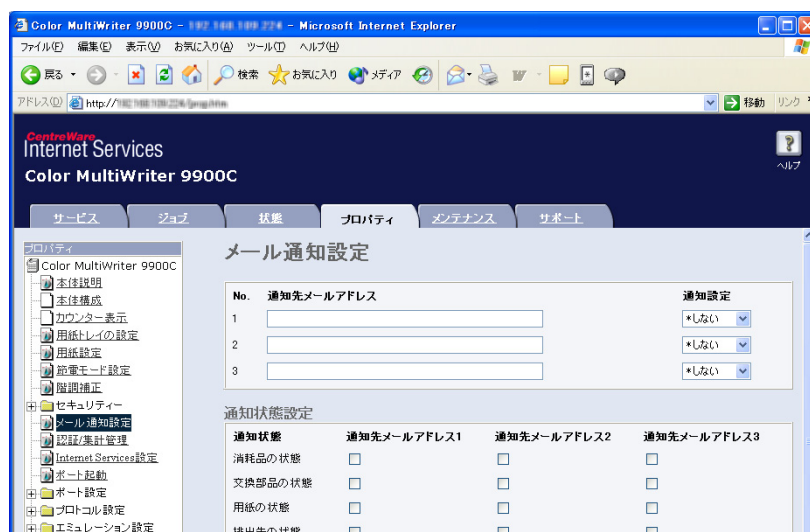 Color MultiWriter 9900C - 192.168.109.224 - Microsoft Internet Explorer
ファイル(F) 編集(E) 表示(V) お気に入り(A) ツール(T) ヘルプ(H)
戻る 検索 お気に入り メディア
アドレス(D) http:// 移動 リンク
CentreWare
Internet Services
Color MultiWriter 9900C
ヘルプ
サービス ジョブ 状態 プロパティ メンテナンス サポート
プロパティ
Color MultiWriter 9900C
本体説明
本体構成
カウンター表示
用紙トレイの設定
用紙設定
節電モード設定
階調補正
セキュリティー
メール通知設定
認証/集計管理
Internet Services設定
ポート起動
ポート設定
プロトコル設定
エミュレーション設定
メール通知設定
No. 通知先メールアドレス 通知設定
1 *しない
2 *しない
3 *しない
通知状態設定
通知状態 通知先メールアドレス1 通知先メールアドレス2 通知先メールアドレス3
消耗品の状態
交換部品の状態
用紙の状態
排出先の状態